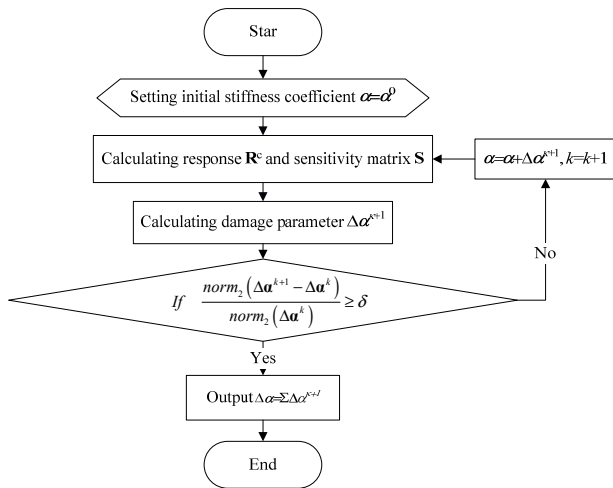 Star
Setting initial stiffness coefficient α=α⁰
Calculating response Rᶜ and sensitivity matrix S
α=α+Δα^{κ+1}, k=k+1
Calculating damage parameter Δα^{κ+1}
No
If norm₂(Δα^{k+1} − Δα^{k}) / norm₂(Δα^{k}) ≥ δ
Yes
Output Δα=ΣΔα^{κ+1}
End